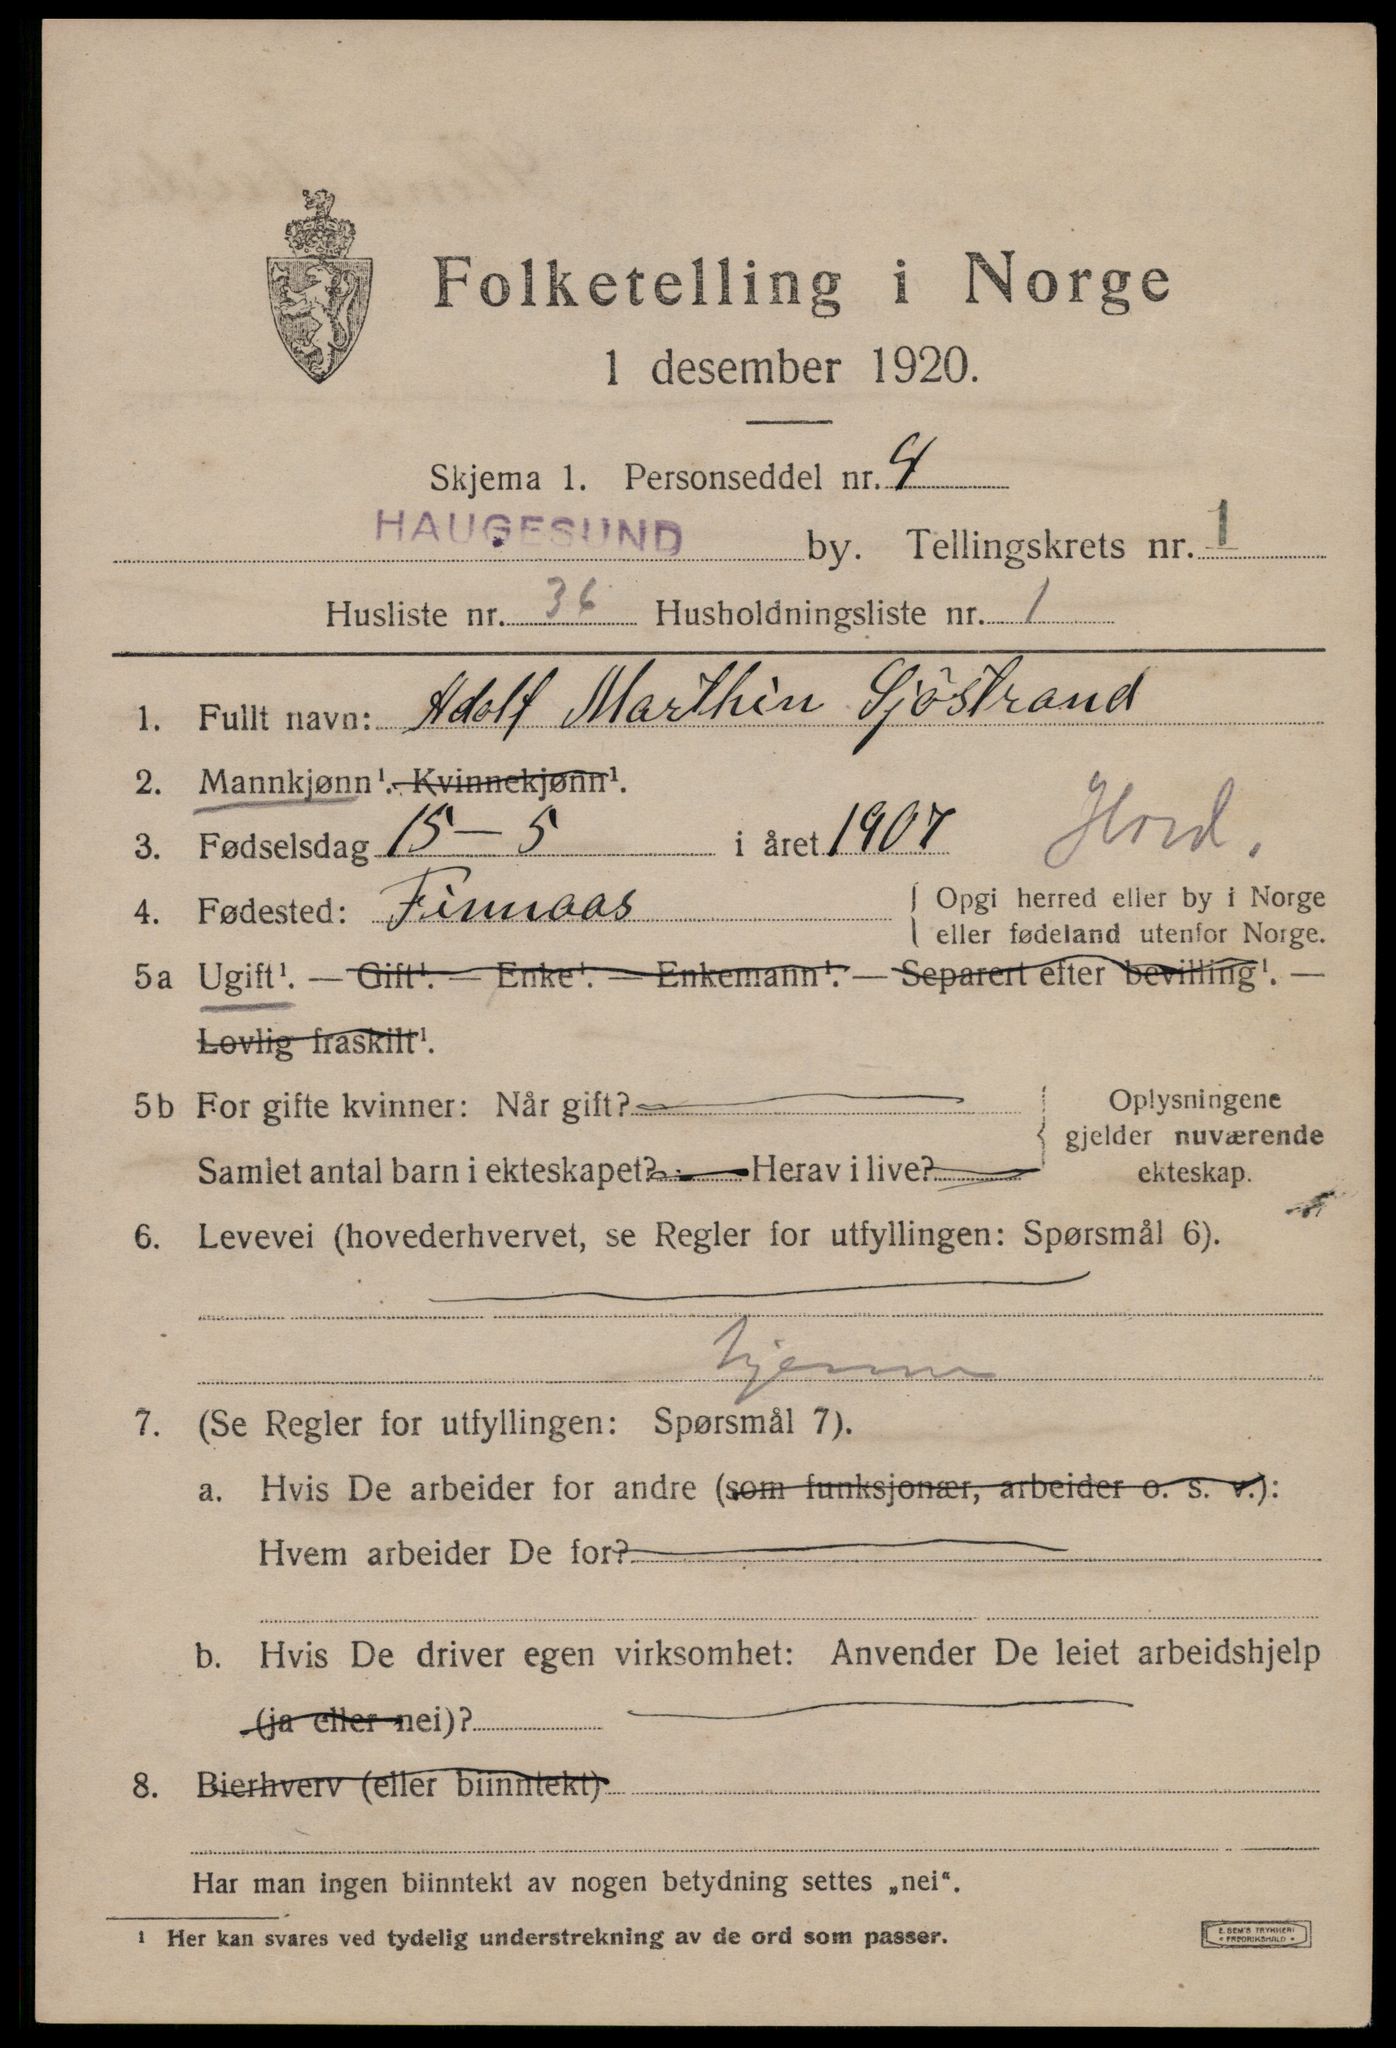 Folketelling i Norge
1 desember 1920.
Skjema 1. Personseddel nr. 4
HAUGESUND by. Tellingskrets nr. 1
Husliste nr. 36 Husholdningsliste nr. 1
1. Fullt navn: Adolf Marthin Sjöstrand
2. Mannkjønn¹. Kvinnekjønn¹.
3. Fødselsdag 15 - 5 i året 1907 Hord.
4. Fødested: Finnaas
Opgi herred eller by i Norge
eller fødeland utenfor Norge.
5a Ugift¹. — Gift¹. — Enke¹. — Enkemann¹. — Separert efter bevilling¹. —
Lovlig fraskilt¹.
5b For gifte kvinner: Når gift?
Samlet antal barn i ekteskapet? Herav i live?
Oplysningene
gjelder nuværende
ekteskap.
6. Levevei (hovederhvervet, se Regler for utfyllingen: Spørsmål 6).
hjemme
7. (Se Regler for utfyllingen: Spørsmål 7).
a. Hvis De arbeider for andre (som funksjonær, arbeider o. s. v.):
Hvem arbeider De for?
b. Hvis De driver egen virksomhet: Anvender De leiet arbeidshjelp
(ja eller nei)?
8. Bierhverv (eller biinntekt)
Har man ingen biinntekt av nogen betydning settes „nei“.
¹ Her kan svares ved tydelig understrekning av de ord som passer.
E. SEM'S TRYKKERI
FREDRIKSHALD